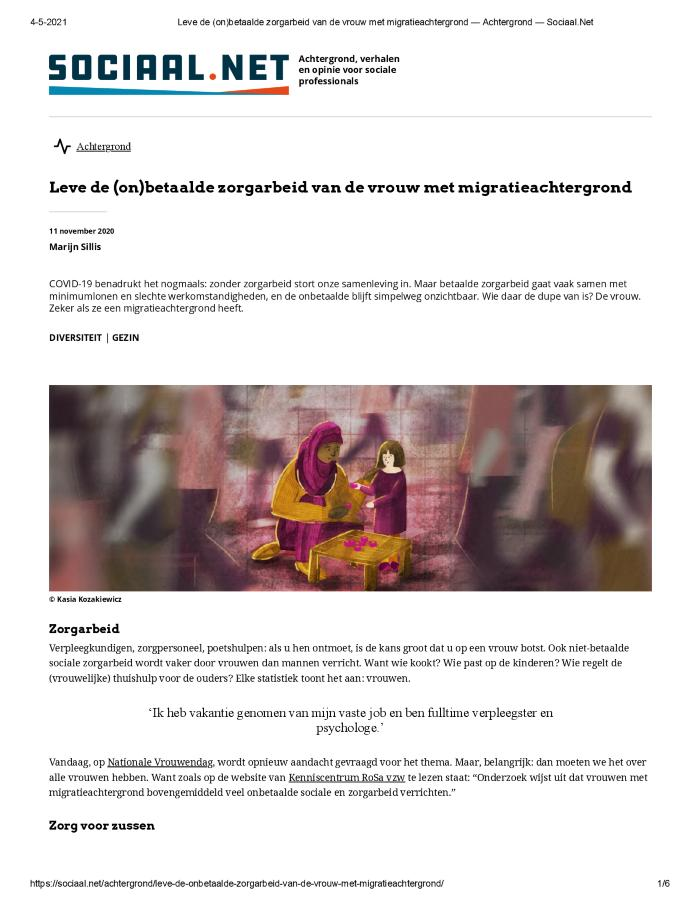 4-5-2021
Leve de (on)betaalde zorgarbeid van de vrouw met migratieachtergrond — Achtergrond — Sociaal.Net
SOCIAAL.NET
Achtergrond, verhalen
en opinie voor sociale
professionals
Achtergrond
Leve de (on)betaalde zorgarbeid van de vrouw met migratieachtergrond
11 november 2020
Marijn Sillis
COVID-19 benadrukt het nogmaals: zonder zorgarbeid stort onze samenleving in. Maar betaalde zorgarbeid gaat vaak samen met
minimumlonen en slechte werkomstandigheden, en de onbetaalde blijft simpelweg onzichtbaar. Wie daar de dupe van is? De vrouw.
Zeker als ze een migratieachtergrond heeft.
DIVERSITEIT | GEZIN
© Kasia Kozakiewicz
Zorgarbeid
Verpleegkundigen, zorgpersoneel, poetshulpen: als u hen ontmoet, is de kans groot dat u op een vrouw botst. Ook niet-betaalde
sociale zorgarbeid wordt vaker door vrouwen dan mannen verricht. Want wie kookt? Wie past op de kinderen? Wie regelt de
(vrouwelijke) thuishulp voor de ouders? Elke statistiek toont het aan: vrouwen.
‘Ik heb vakantie genomen van mijn vaste job en ben fulltime verpleegster en
psychologe.’
Vandaag, op Nationale Vrouwendag, wordt opnieuw aandacht gevraagd voor het thema. Maar, belangrijk: dan moeten we het over
alle vrouwen hebben. Want zoals op de website van Kenniscentrum RoSa vzw te lezen staat: “Onderzoek wijst uit dat vrouwen met
migratieachtergrond bovengemiddeld veel onbetaalde sociale en zorgarbeid verrichten.”
Zorg voor zussen
https://sociaal.net/achtergrond/leve-de-onbetaalde-zorgarbeid-van-de-vrouw-met-migratieachtergrond/
1/6